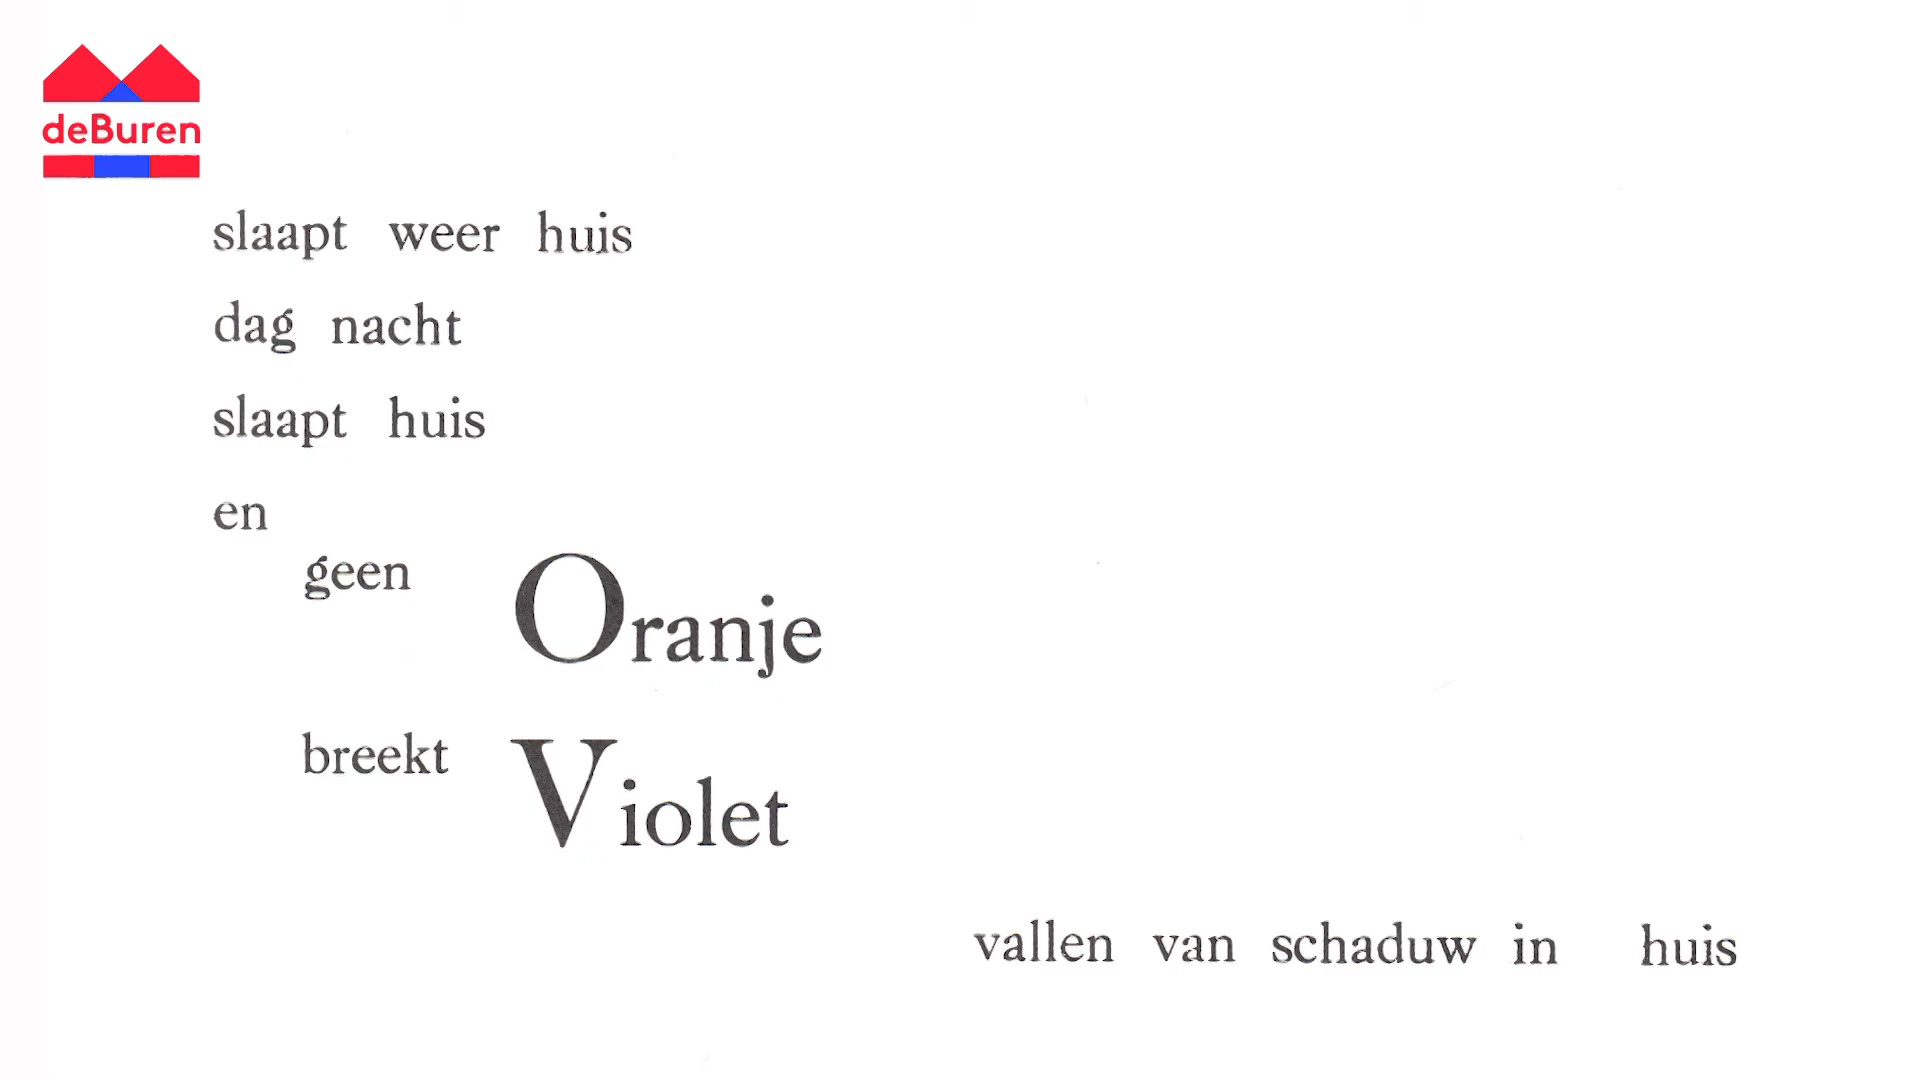 deBuren
slaapt weer huis
dag nacht
slaapt huis
en
geen Oranje
breekt Violet
vallen van schaduw in huis